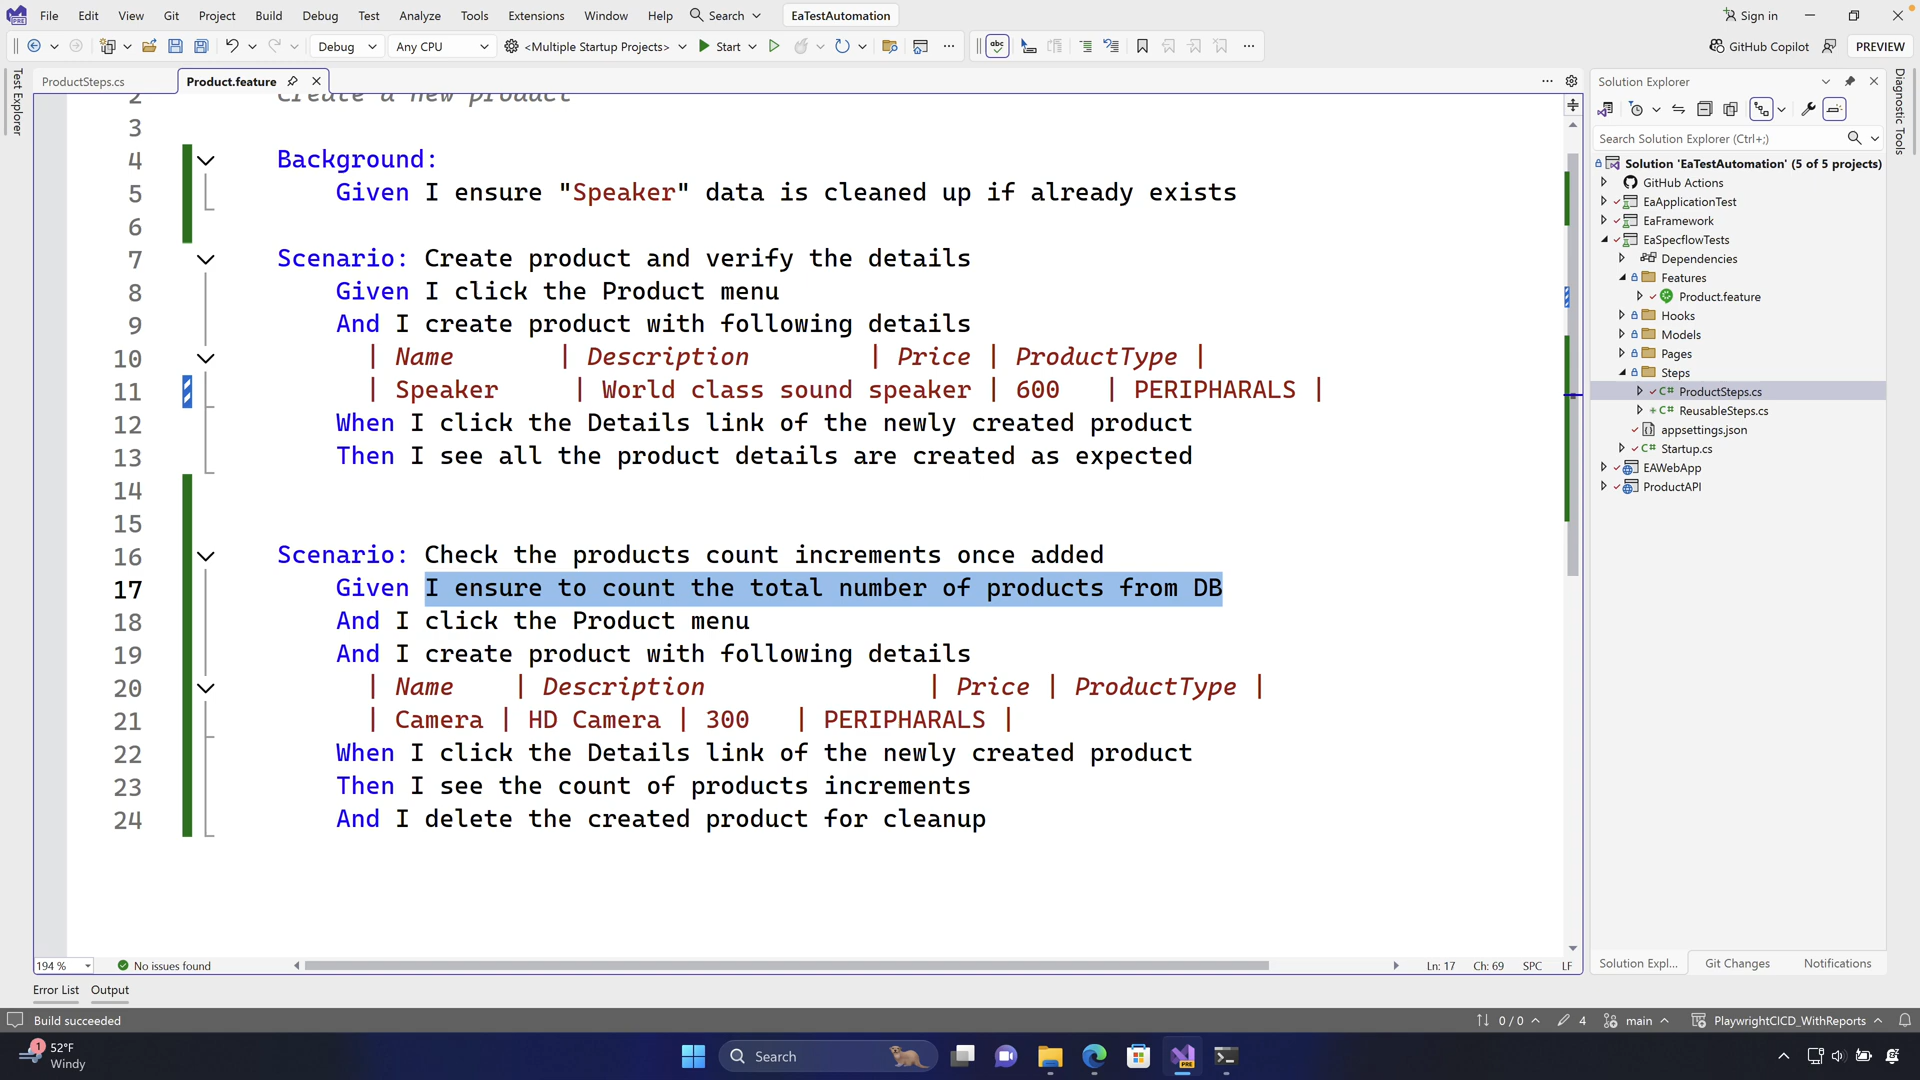 File Edit View Git Project Build Debug Test Analyze Tools Extensions Window Help Search EaTestAutomation Sign in
Debug Any CPU <Multiple Startup Projects> Start GitHub Copilot PREVIEW
Test Explorer
ProductSteps.cs Product.feature
2 Create a new product
3
4 Background:
5 Given I ensure "Speaker" data is cleaned up if already exists
6
7 Scenario: Create product and verify the details
8 Given I click the Product menu
9 And I create product with following details
10 | Name | Description | Price | ProductType |
11 | Speaker | World class sound speaker | 600 | PERIPHARALS |
12 When I click the Details link of the newly created product
13 Then I see all the product details are created as expected
14
15
16 Scenario: Check the products count increments once added
17 Given I ensure to count the total number of products from DB
18 And I click the Product menu
19 And I create product with following details
20 | Name | Description | Price | ProductType |
21 | Camera | HD Camera | 300 | PERIPHARALS |
22 When I click the Details link of the newly created product
23 Then I see the count of products increments
24 And I delete the created product for cleanup
194 % No issues found Ln: 17 Ch: 69 SPC LF
Solution Explorer
Search Solution Explorer (Ctrl+;)
Solution 'EaTestAutomation' (5 of 5 projects)
GitHub Actions
EaApplicationTest
EaFramework
EaSpecflowTests
Dependencies
Features
Product.feature
Hooks
Models
Pages
Steps
C# ProductSteps.cs
+ C# ReusableSteps.cs
appsettings.json
C# Startup.cs
EAWebApp
ProductAPI
Solution Expl... Git Changes Notifications
Diagnostic Tools
Error List Output
Build succeeded 0 / 0 4 main PlaywrightCICD_WithReports
1 52°F
Windy
Search
PRE